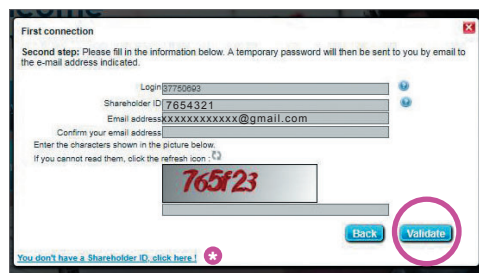 First connection
Second step: Please fill in the information below. A temporary password will then be sent to you by email to
the e-mail address indicated.
Login 37750693
Shareholder ID 7654321
Email address xxxxxxxxxxxx@gmail.com
Confirm your email address
Enter the characters shown in the picture below.
If you cannot read them, click the refresh icon :
765f23
Back Validate
You don't have a Shareholder ID, click here ! *